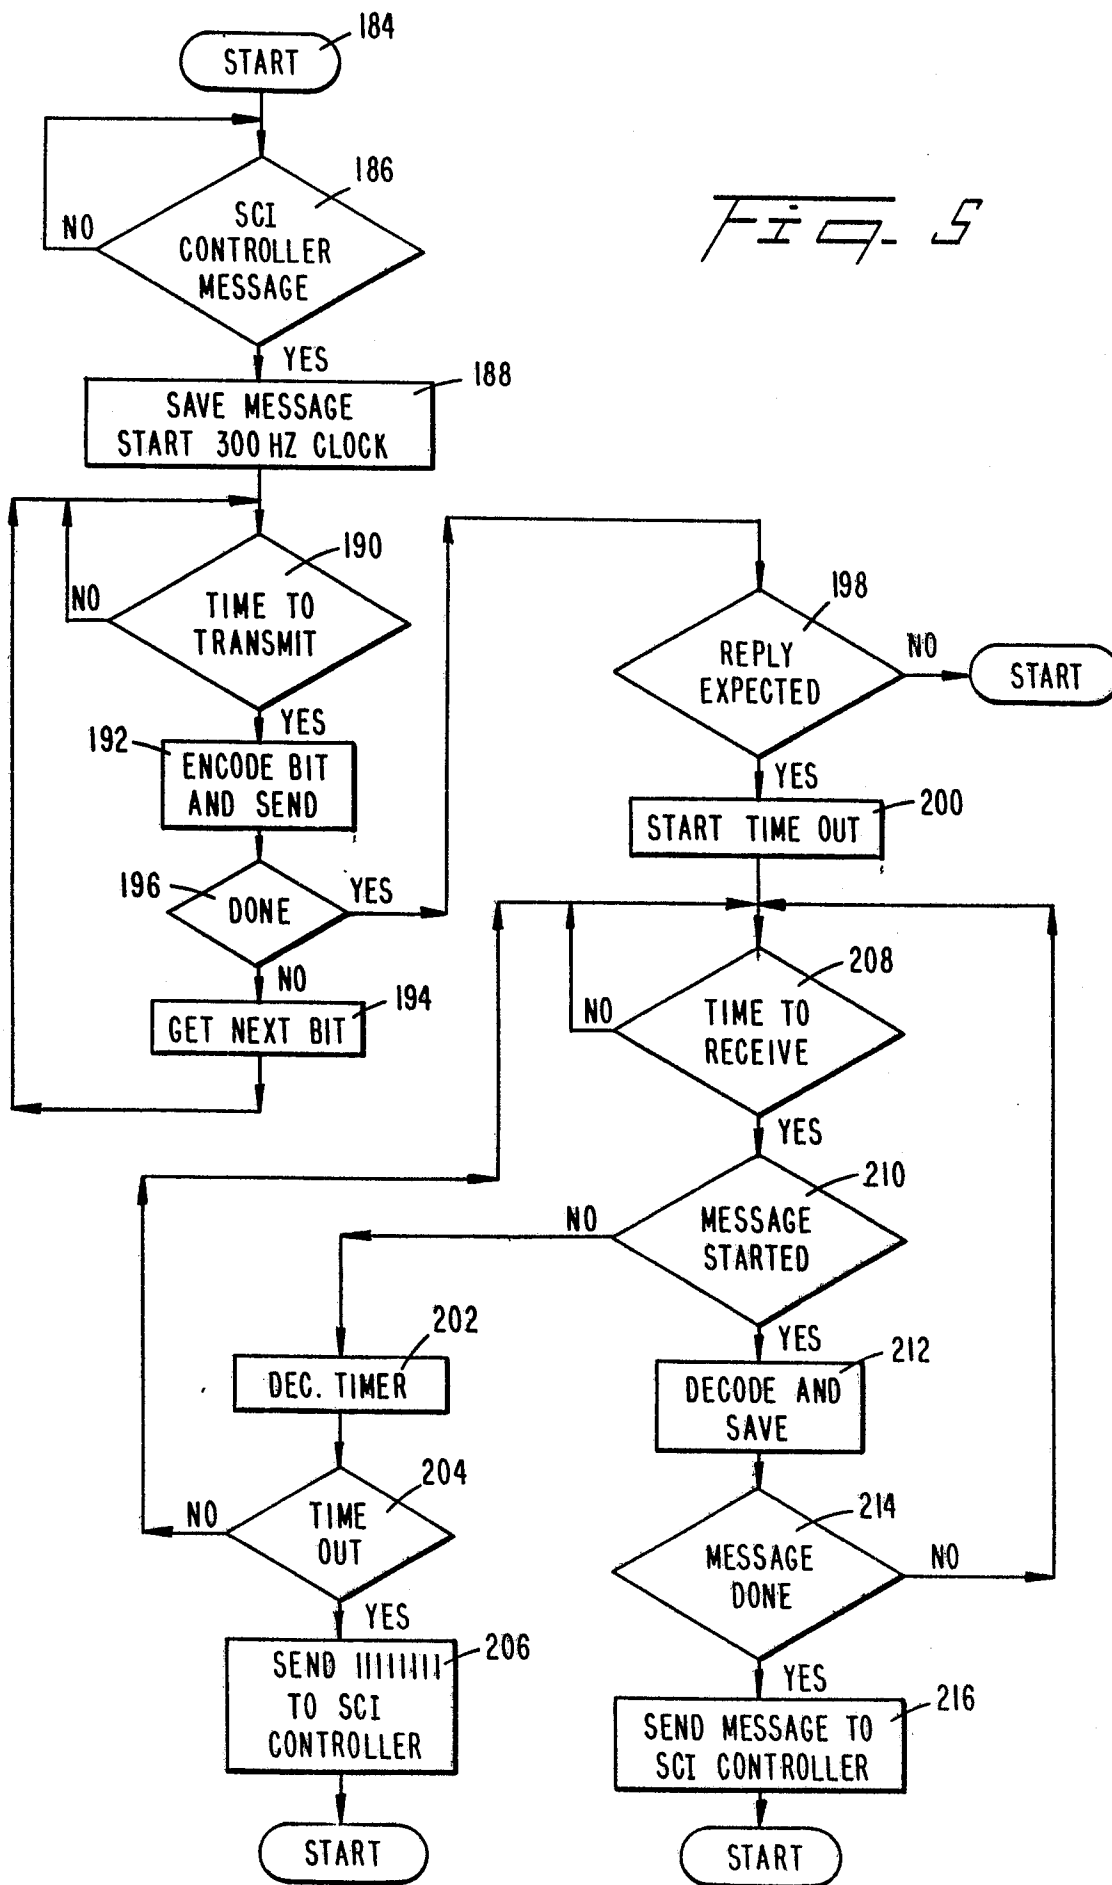 184
START
186
NO
SCI
CONTROLLER
MESSAGE
Fig. 5
YES
188
SAVE MESSAGE
START 300 HZ CLOCK
190
NO
TIME TO
TRANSMIT
YES
192
ENCODE BIT
AND SEND
196
DONE
YES
NO
194
GET NEXT BIT
198
REPLY
EXPECTED
NO
START
YES
200
START TIME OUT
208
NO
TIME TO
RECEIVE
YES
210
NO
MESSAGE
STARTED
YES
202
DEC. TIMER
212
DECODE AND
SAVE
204
NO
TIME
OUT
YES
214
MESSAGE
DONE
NO
YES
206
SEND
TO SCI
CONTROLLER
START
216
SEND MESSAGE TO
SCI CONTROLLER
START